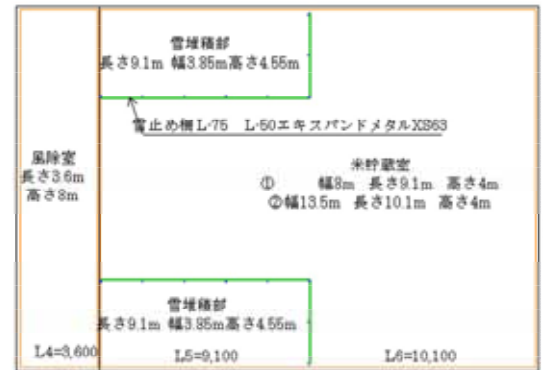 雪堆積部
長さ9.1m 幅3.85m高さ4.55m
雪止め柵L-75 L-50エキスパンドメタルXS63
風除室
長さ3.6m
高さ8m
米貯蔵室
① 幅8m 長さ9.1m 高さ4m
②幅13.5m 長さ10.1m 高さ4m
雪堆積部
長さ9.1m 幅3.85m高さ4.55m
L4=3,600
L5=9,100
L6=10,100